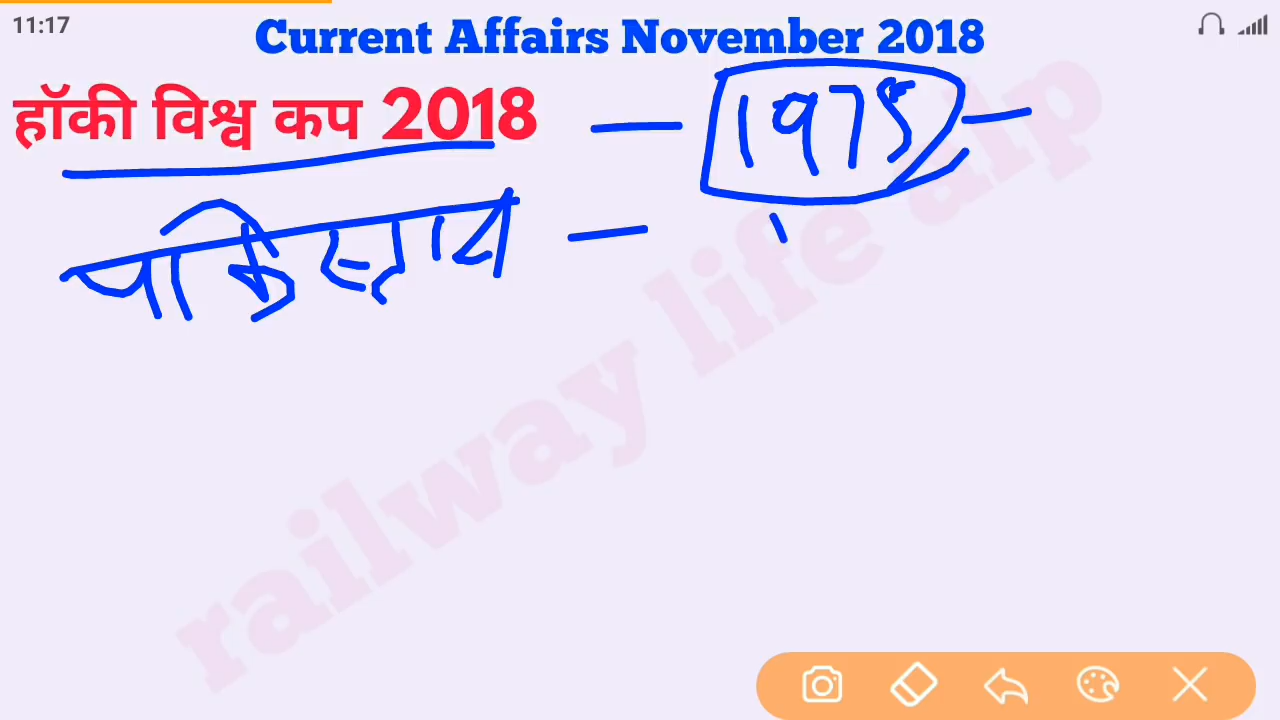 11:17
Current Affairs November 2018
हॉकी विश्व कप 2018 — 1975 —
पाकिस्तान —
railway life alp